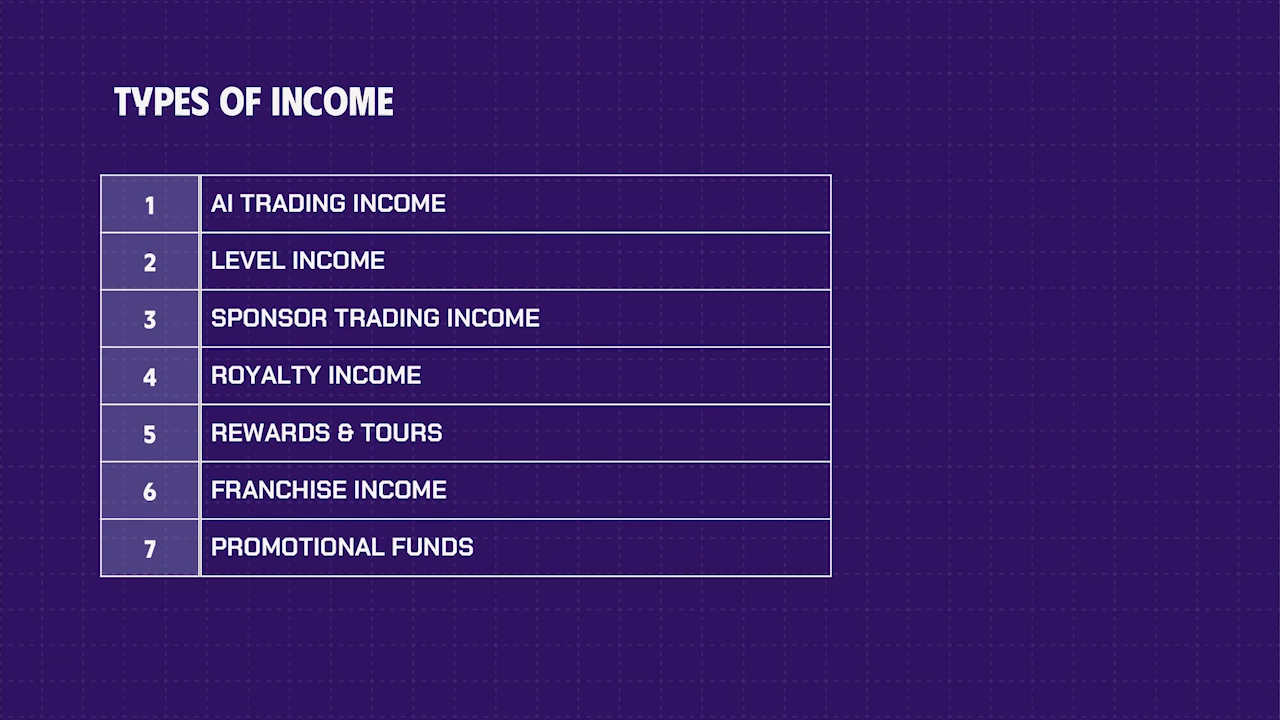 TYPES OF INCOME
1 AI TRADING INCOME
2 LEVEL INCOME
3 SPONSOR TRADING INCOME
4 ROYALTY INCOME
5 REWARDS & TOURS
6 FRANCHISE INCOME
7 PROMOTIONAL FUNDS